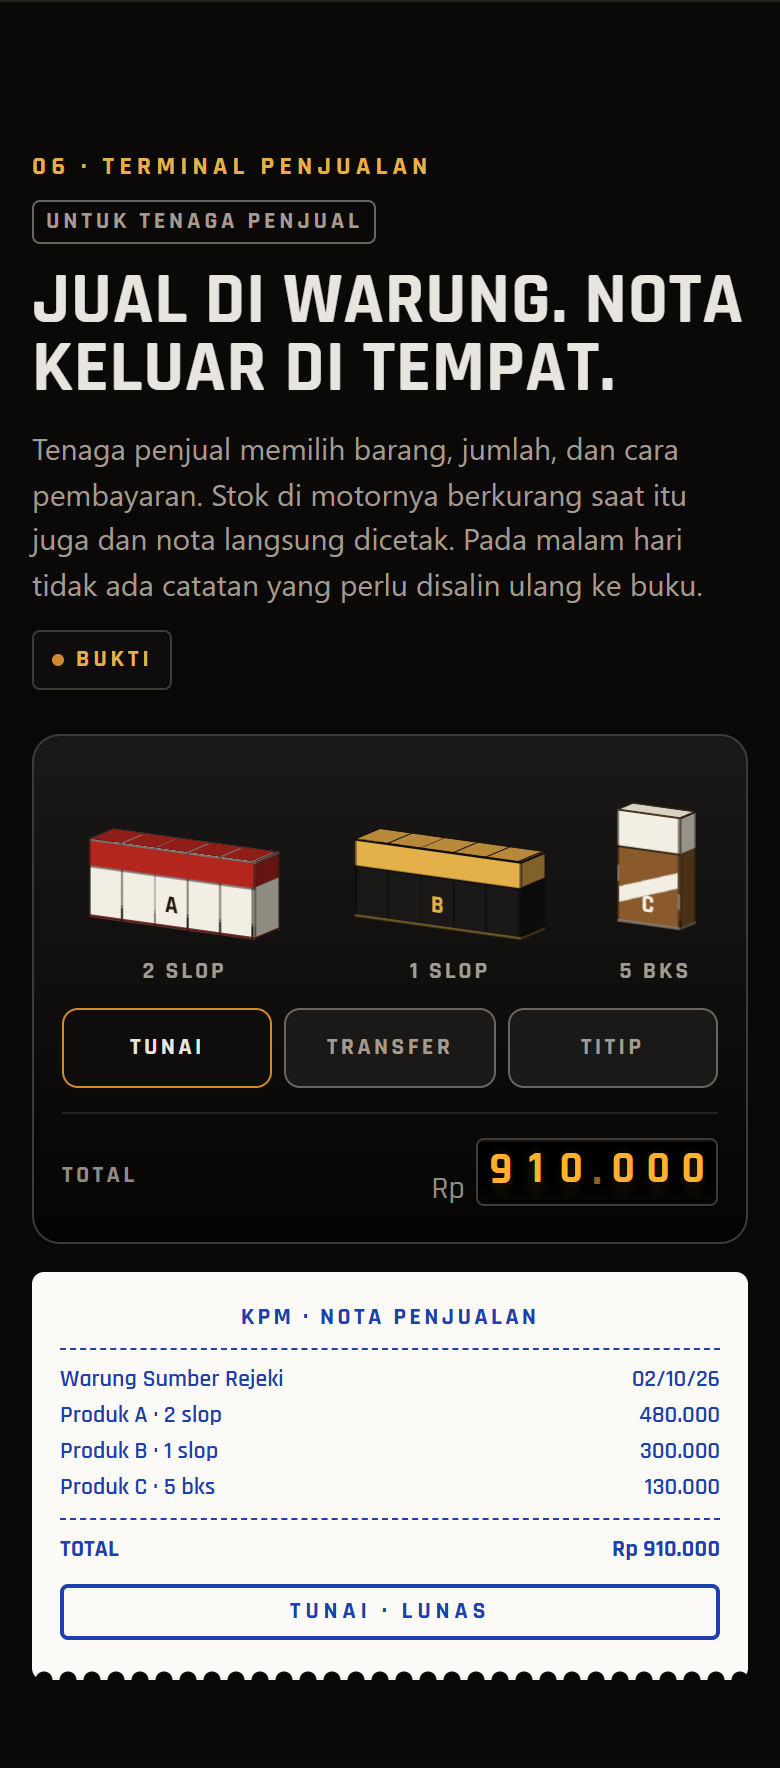 06 · TERMINAL PENJUALAN
UNTUK TENAGA PENJUAL
JUAL DI WARUNG. NOTA
KELUAR DI TEMPAT.
Tenaga penjual memilih barang, jumlah, dan cara
pembayaran. Stok di motornya berkurang saat itu
juga dan nota langsung dicetak. Pada malam hari
tidak ada catatan yang perlu disalin ulang ke buku.
BUKTI
A B C
2 SLOP 1 SLOP 5 BKS
TUNAI TRANSFER TITIP
TOTAL Rp 910.000
KPM · NOTA PENJUALAN
Warung Sumber Rejeki 02/10/26
Produk A · 2 slop 480.000
Produk B · 1 slop 300.000
Produk C · 5 bks 130.000
TOTAL Rp 910.000
TUNAI · LUNAS